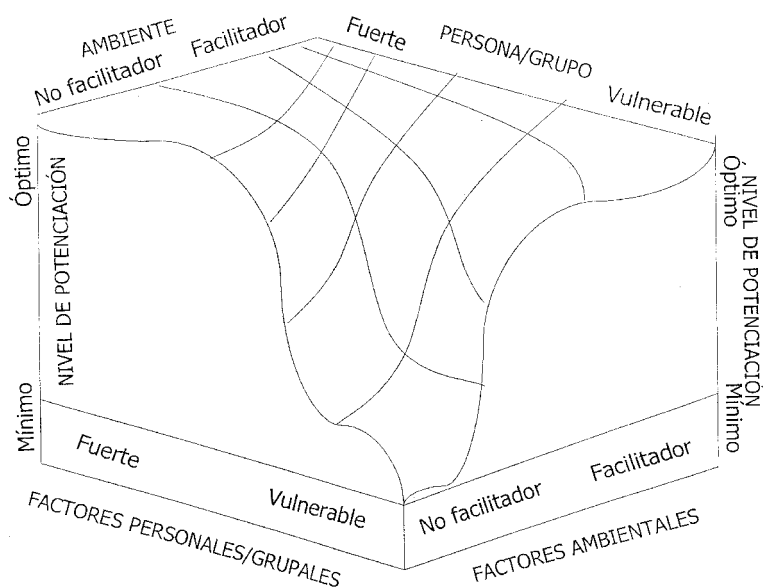 AMBIENTE
No facilitador
Facilitador
Fuerte
PERSONA/GRUPO
Vulnerable
Óptimo
NIVEL DE POTENCIACIÓN
Mínimo
Óptimo
NIVEL DE POTENCIACIÓN
Mínimo
Fuerte
Vulnerable
FACTORES PERSONALES/GRUPALES
No facilitador
Facilitador
FACTORES AMBIENTALES